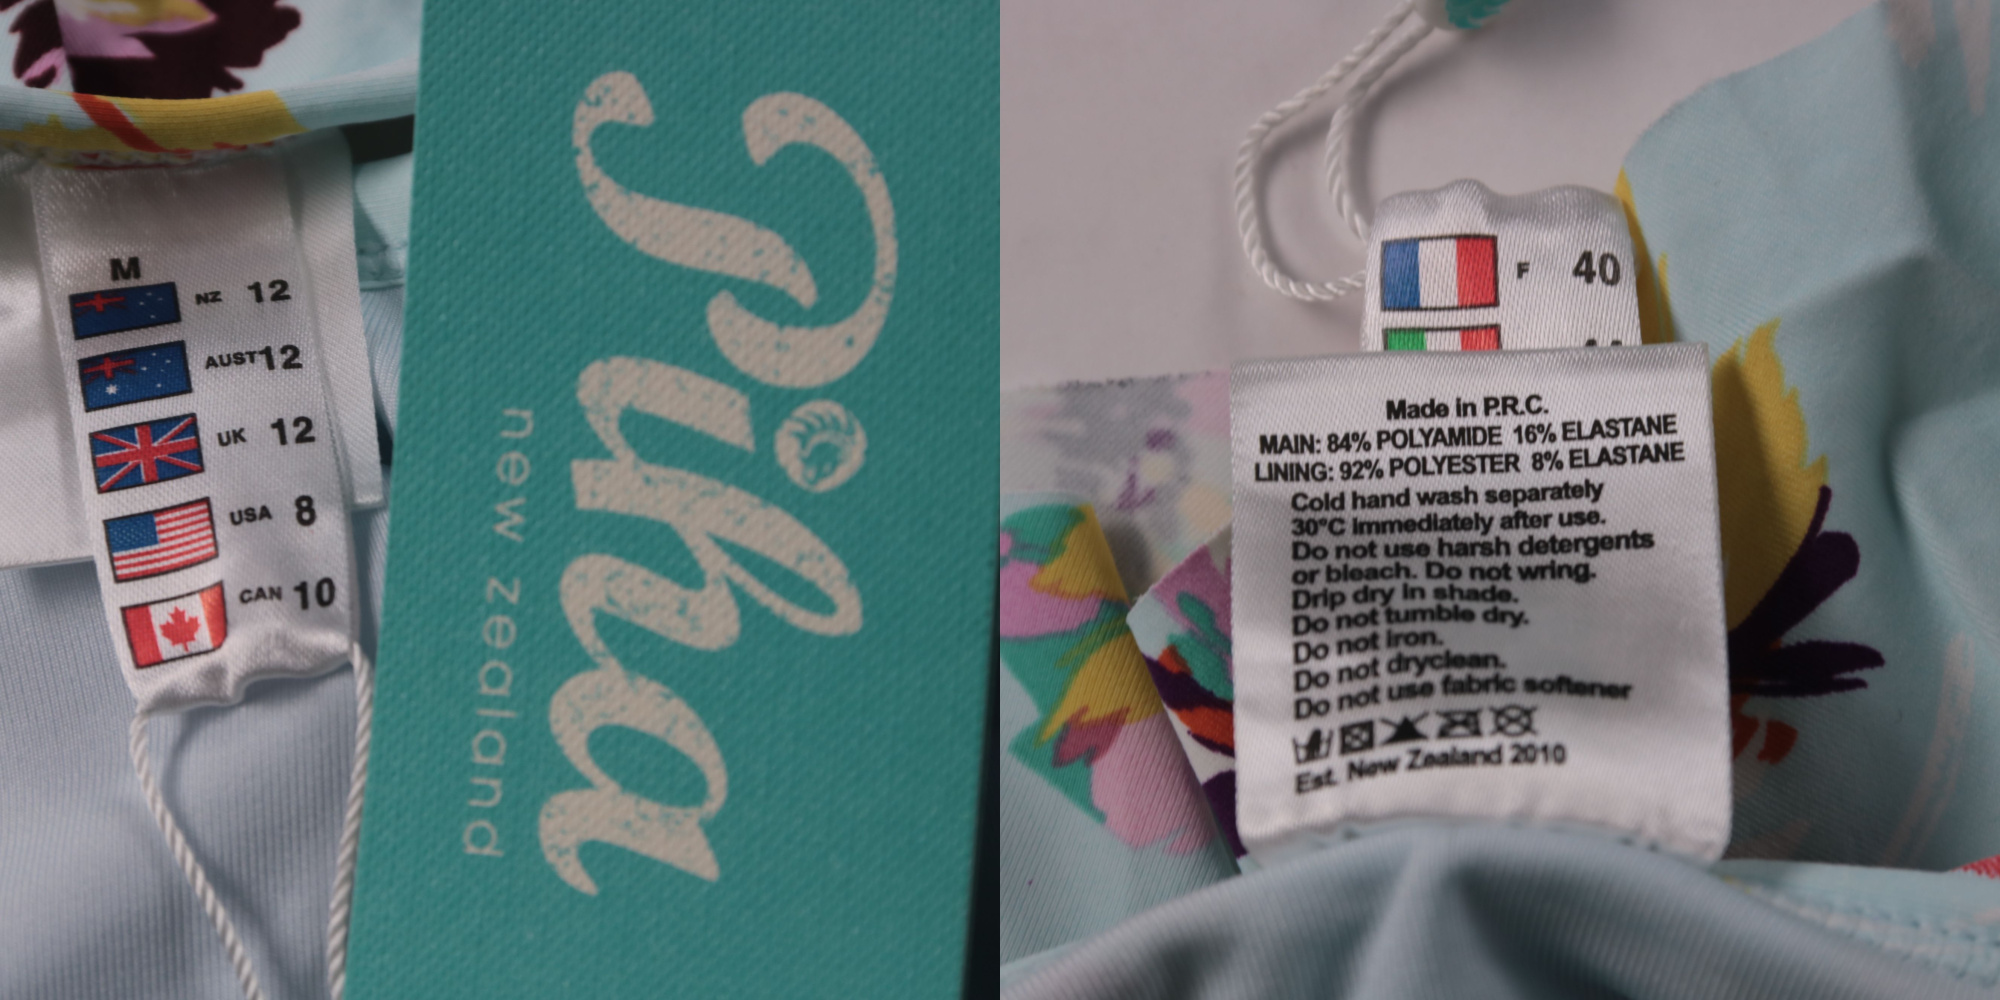 M
NZ 12
AUST 12
UK 12
USA 8
CAN 10
Piha
new zealand
F 40
Made in P.R.C.
MAIN: 84% POLYAMIDE 16% ELASTANE
LINING: 92% POLYESTER 8% ELASTANE
Cold hand wash separately
30°C immediately after use.
Do not use harsh detergents
or bleach. Do not wring.
Drip dry in shade.
Do not tumble dry.
Do not iron.
Do not dryclean.
Do not use fabric softener
Est. New Zealand 2010